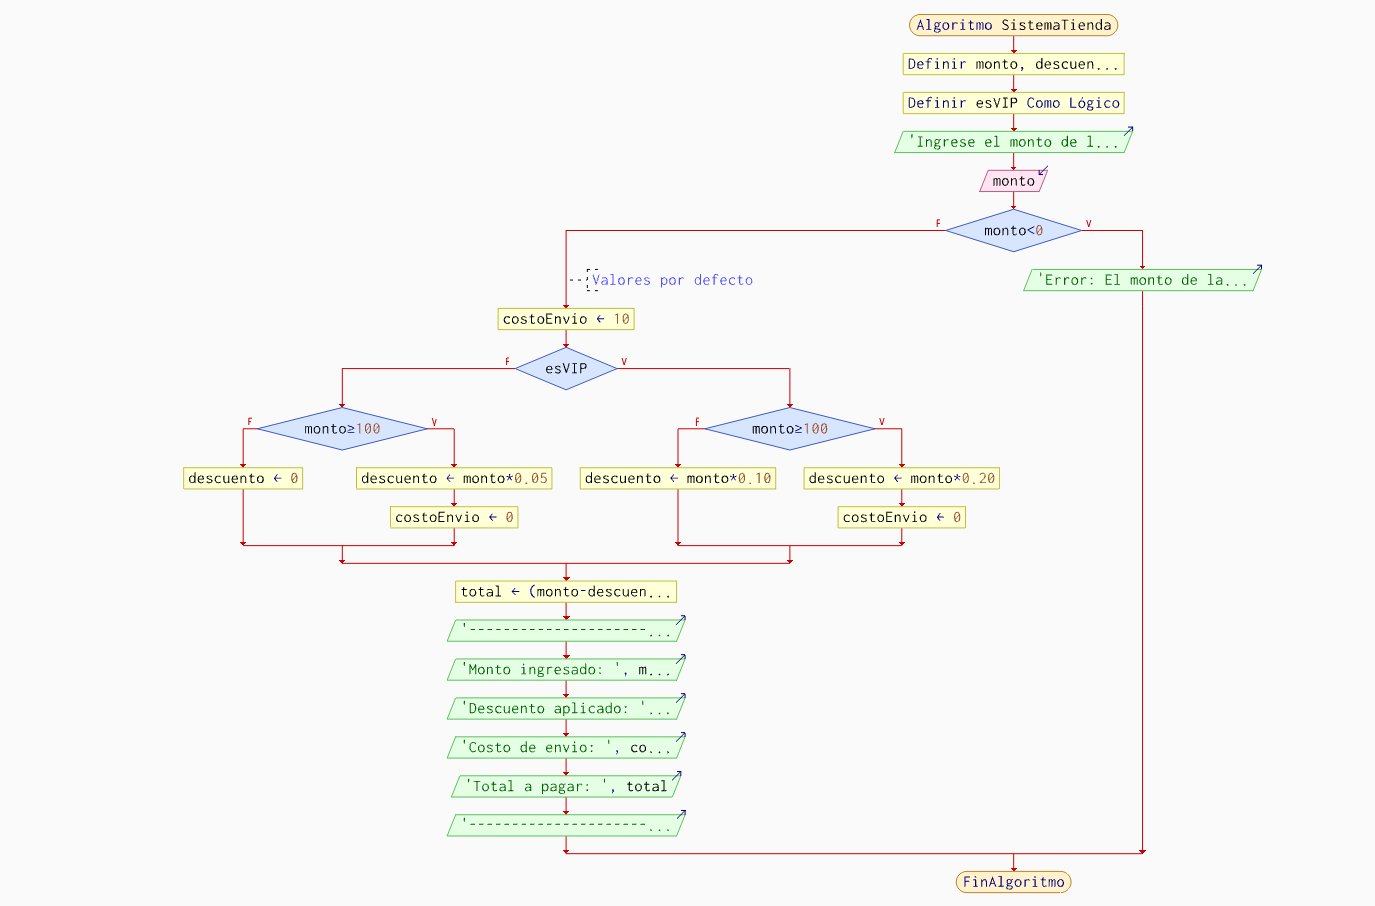 Algoritmo SistemaTienda
Definir monto, descuen...
Definir esVIP Como Lógico
'Ingrese el monto de l...
monto
monto<0
F
V
Valores por defecto
'Error: El monto de la...
costoEnvio ← 10
esVIP
F
V
monto≥100
F
V
monto≥100
F
V
descuento ← 0
descuento ← monto*0.05
descuento ← monto*0.10
descuento ← monto*0.20
costoEnvio ← 0
costoEnvio ← 0
total ← (monto-descuen...
'---------------------...
'Monto ingresado: ', m...
'Descuento aplicado: '...
'Costo de envio: ', co...
'Total a pagar: ', total
'---------------------...
FinAlgoritmo